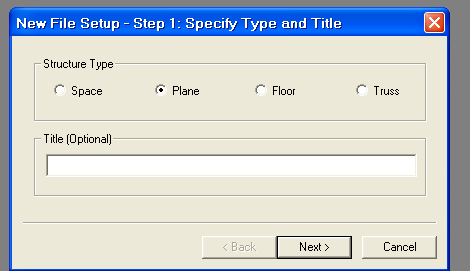 New File Setup - Step 1: Specify Type and Title
Structure Type
Space Plane Floor Truss
Title (Optional)
< Back Next > Cancel